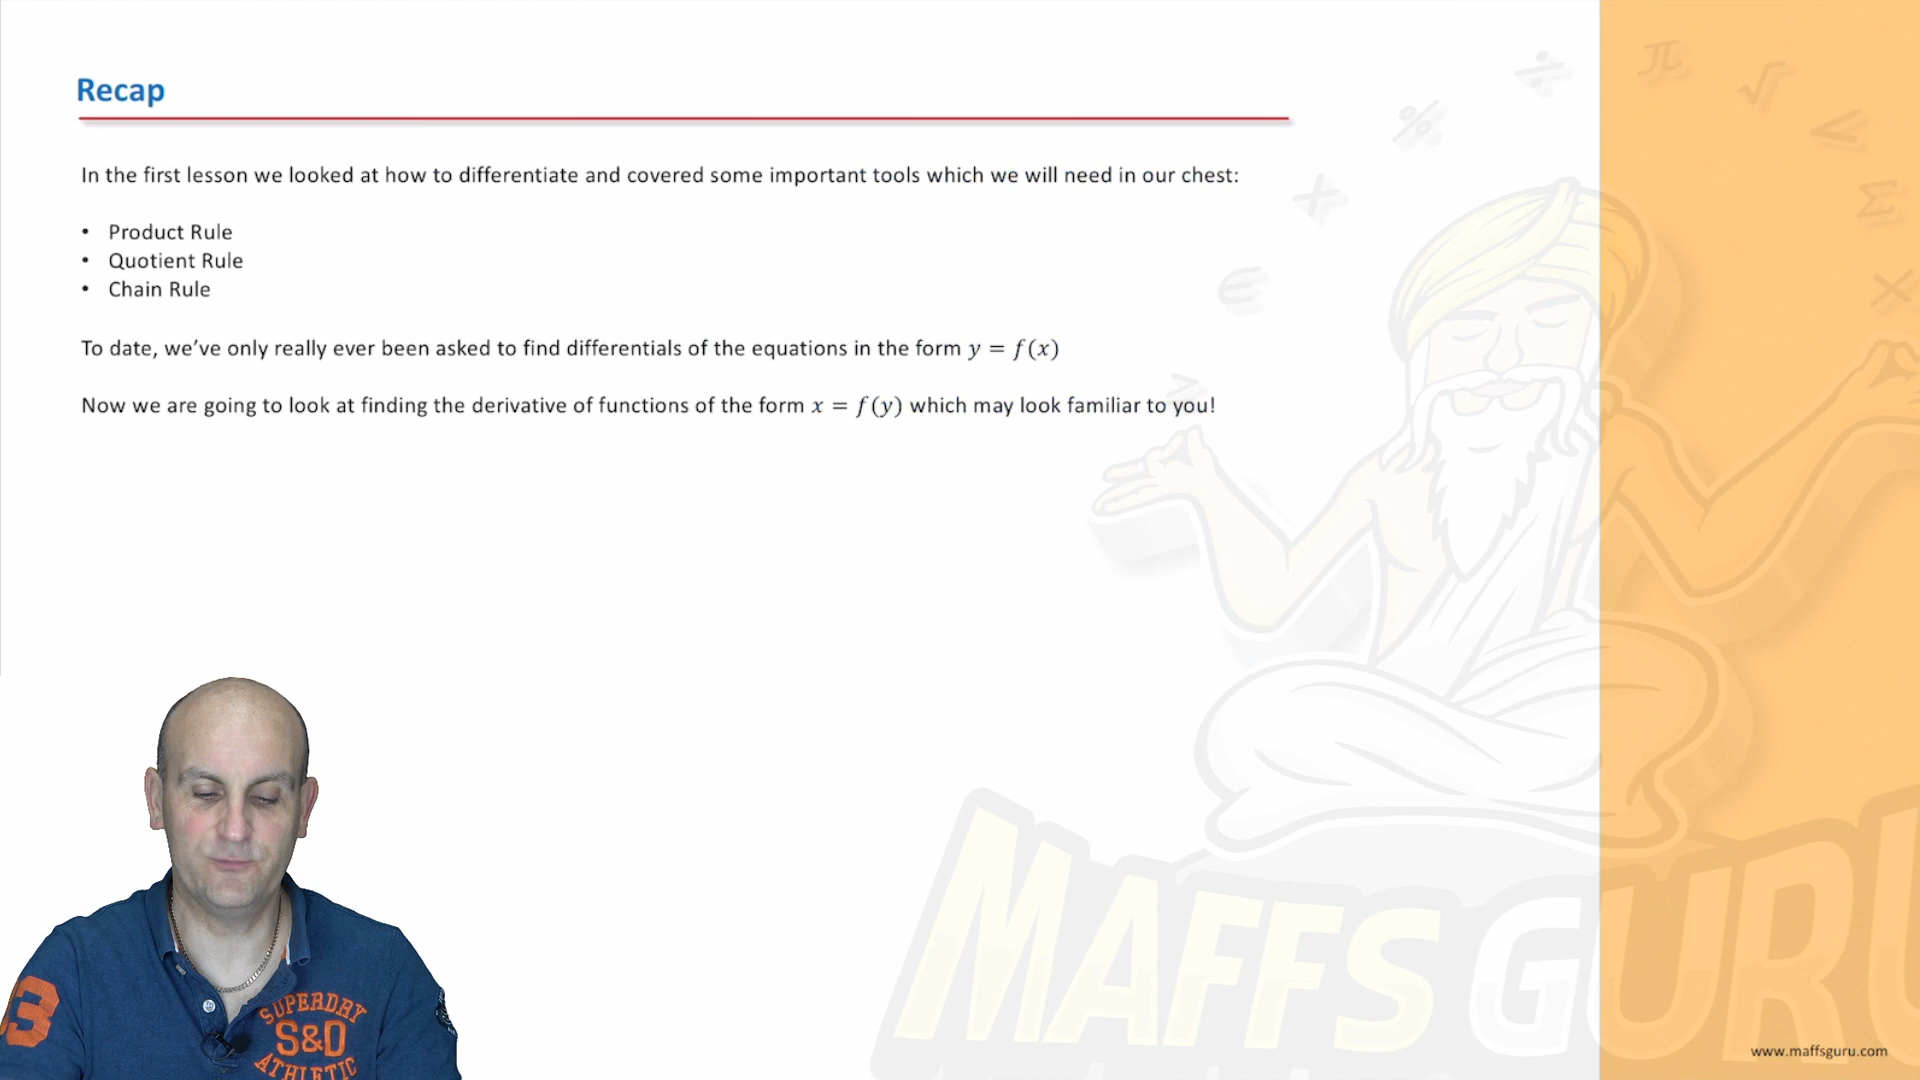 Recap
In the first lesson we looked at how to differentiate and covered some important tools which we will need in our chest:
• Product Rule
• Quotient Rule
• Chain Rule
To date, we’ve only really ever been asked to find differentials of the equations in the form y = f(x)
Now we are going to look at finding the derivative of functions of the form x = f(y) which may look familiar to you!
MAFFS GURU
3
SUPERDRY
S&D
ATHLETIC
www.maffsguru.com